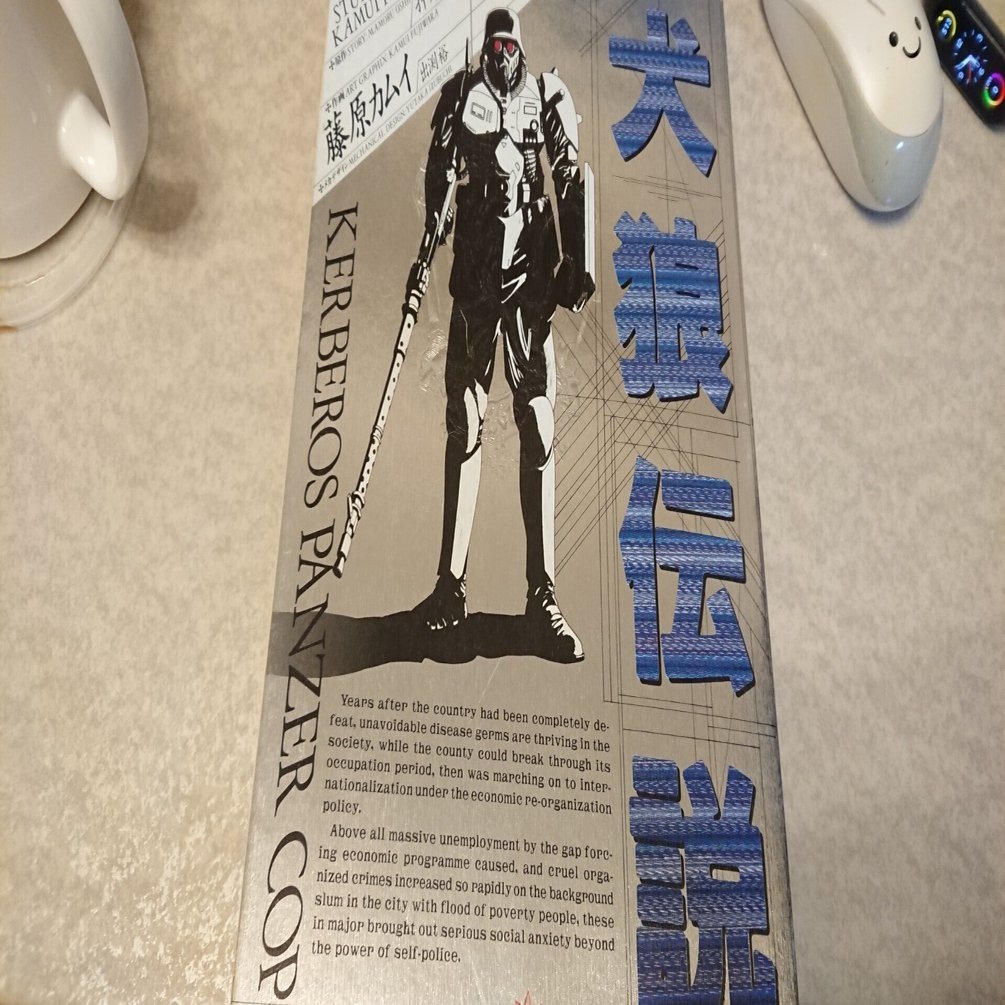 犬狼伝説
KAMUI
✢原作 STORY: MAMORU OSHII
✢作画 ART GRAPHIX: KAMUI FUJIWARA
藤原カムイ
出渕裕
✢メカデザイン MECHANICAL DESIGN: YUTAKA IZUBUCHI
KERBEROS PANZER COP
Years after the country had been completely de-
feat, unavoidable disease germs are thriving in the
society, while the county could break through its
occupation period, then was marching on to inter-
nationalization under the economic re-organization
policy.
Above all massive unemployment by the gap forc-
ing economic programme caused, and cruel orga-
nized crimes increased so rapidly on the background
slum in the city with flood of poverty people, these
in major brought out serious social anxiety beyond
the power of self-police.